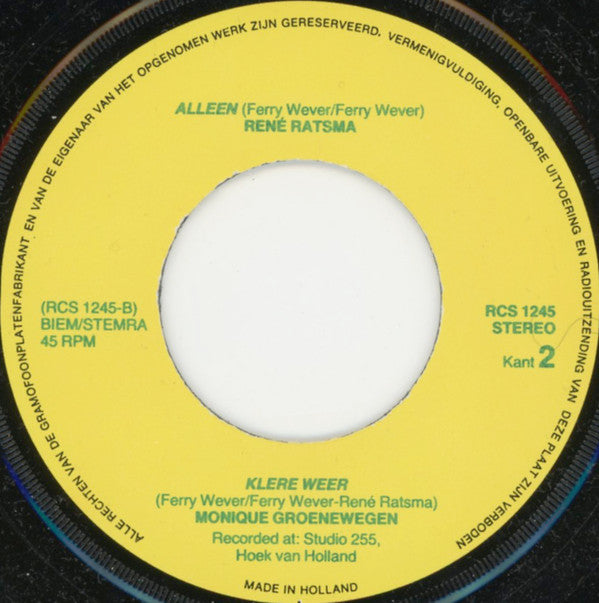 ALLE RECHTEN VAN DE GRAMOFOONPLATENFABRIKANT EN VAN DE EIGENAAR VAN HET OPGENOMEN WERK ZIJN GERESERVEERD. VERMENIGVULDIGING, OPENBARE UITVOERING EN RADIOUITZENDING VAN DEZE PLAAT ZIJN VERBODEN
ALLEEN (Ferry Wever/Ferry Wever)
RENÉ RATSMA
(RCS 1245-B)
BIEM/STEMRA
45 RPM
RCS 1245
STEREO
Kant 2
KLERE WEER
(Ferry Wever/Ferry Wever-René Ratsma)
MONIQUE GROENEWEGEN
Recorded at: Studio 255,
Hoek van Holland
MADE IN HOLLAND